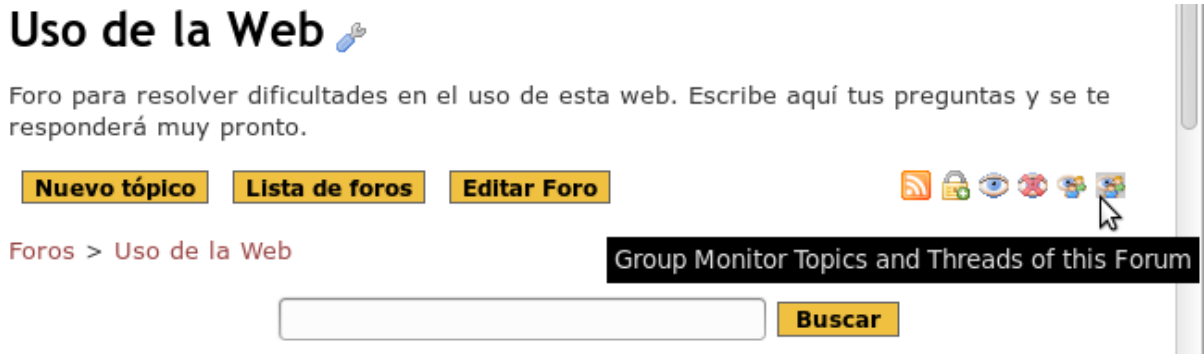 Uso de la Web
Foro para resolver dificultades en el uso de esta web. Escribe aquí tus preguntas y se te
responderá muy pronto.
Nuevo tópico Lista de foros Editar Foro
Foros > Uso de la Web
Group Monitor Topics and Threads of this Forum
Buscar